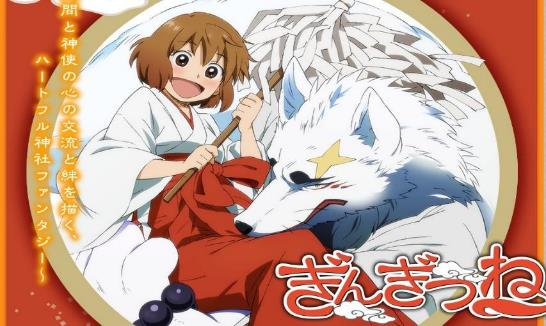 間と神使の心の交流と絆を描く、
ハートフル神社ファンタジー〜
ぎんぎつね